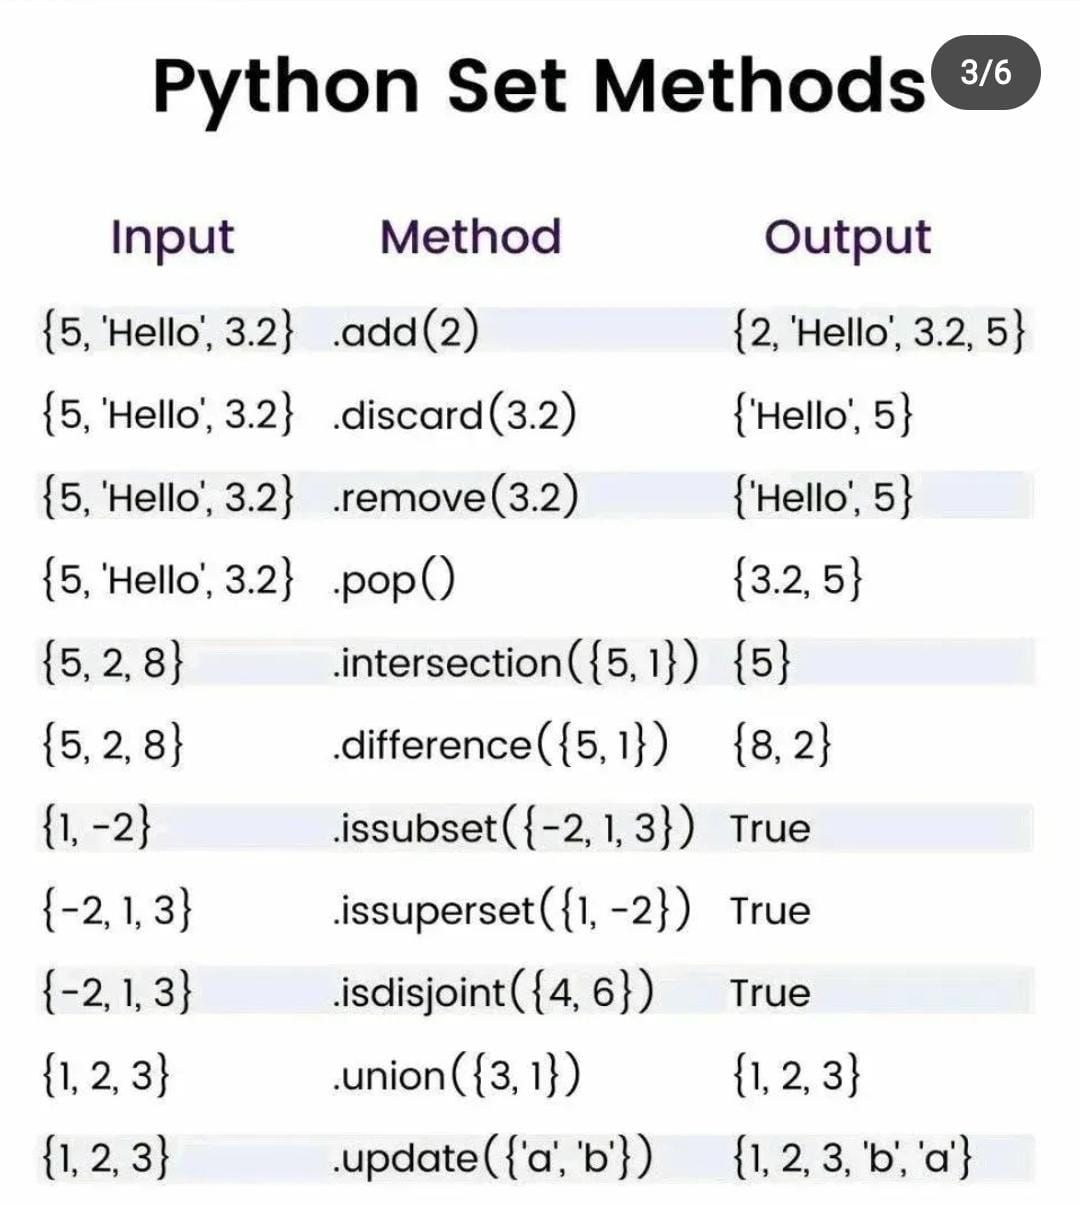 Python Set Methods
3/6
Input Method Output
{5, 'Hello', 3.2} .add(2) {2, 'Hello', 3.2, 5}
{5, 'Hello', 3.2} .discard(3.2) {'Hello', 5}
{5, 'Hello', 3.2} .remove(3.2) {'Hello', 5}
{5, 'Hello', 3.2} .pop() {3.2, 5}
{5, 2, 8} .intersection({5, 1}) {5}
{5, 2, 8} .difference({5, 1}) {8, 2}
{1, -2} .issubset({-2, 1, 3}) True
{-2, 1, 3} .issuperset({1, -2}) True
{-2, 1, 3} .isdisjoint({4, 6}) True
{1, 2, 3} .union({3, 1}) {1, 2, 3}
{1, 2, 3} .update({'a', 'b'}) {1, 2, 3, 'b', 'a'}